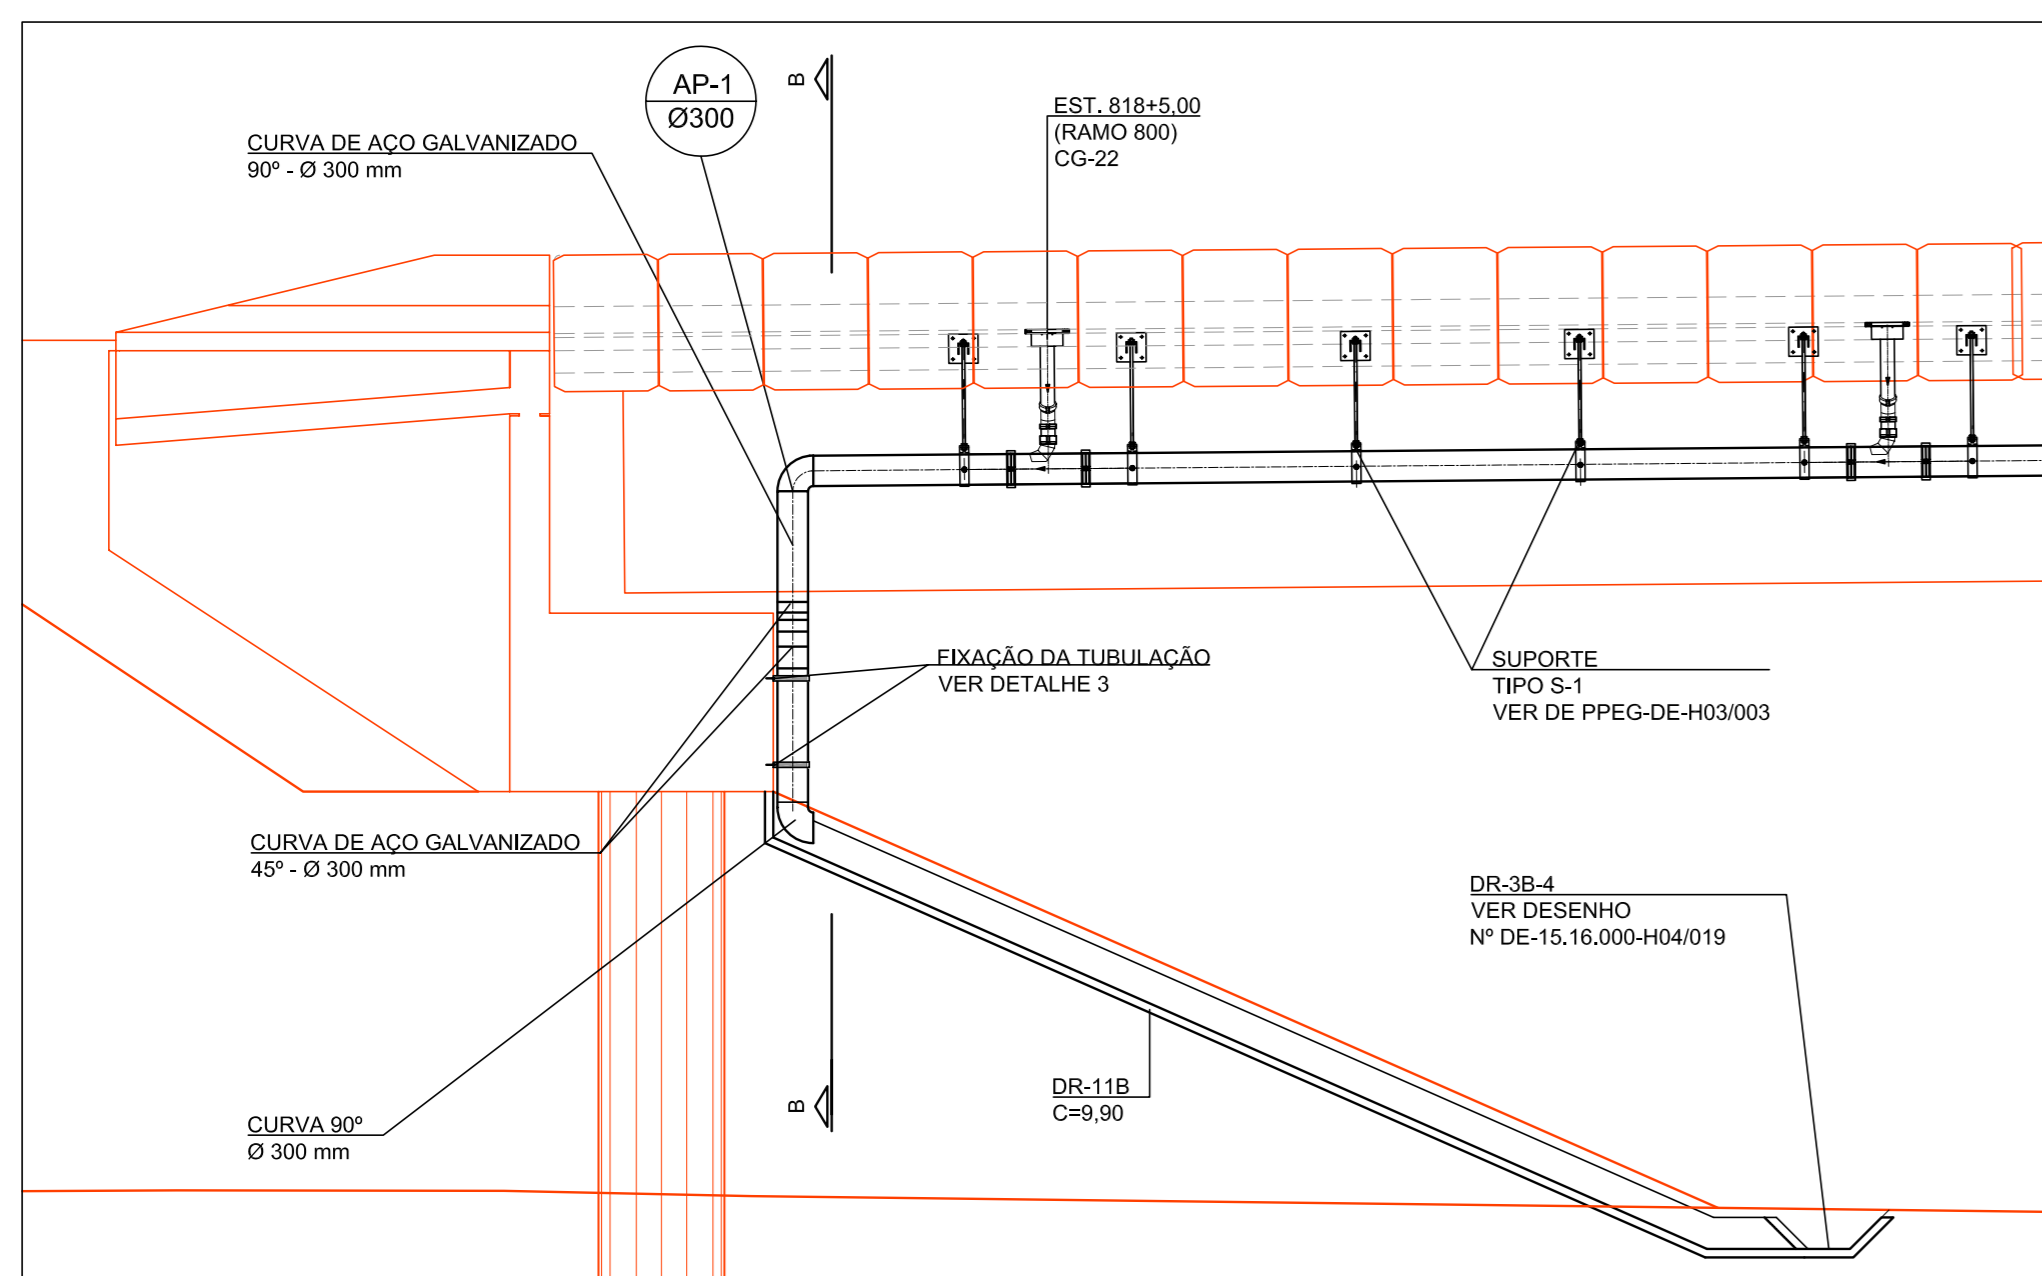 AP-1
Ø300
B
EST. 818+5,00
(RAMO 800)
CG-22
CURVA DE AÇO GALVANIZADO
90º - Ø 300 mm
FIXAÇÃO DA TUBULAÇÃO
VER DETALHE 3
SUPORTE
TIPO S-1
VER DE PPEG-DE-H03/003
CURVA DE AÇO GALVANIZADO
45º - Ø 300 mm
DR-3B-4
VER DESENHO
Nº DE-15.16.000-H04/019
DR-11B
C=9,90
B
CURVA 90º
Ø 300 mm